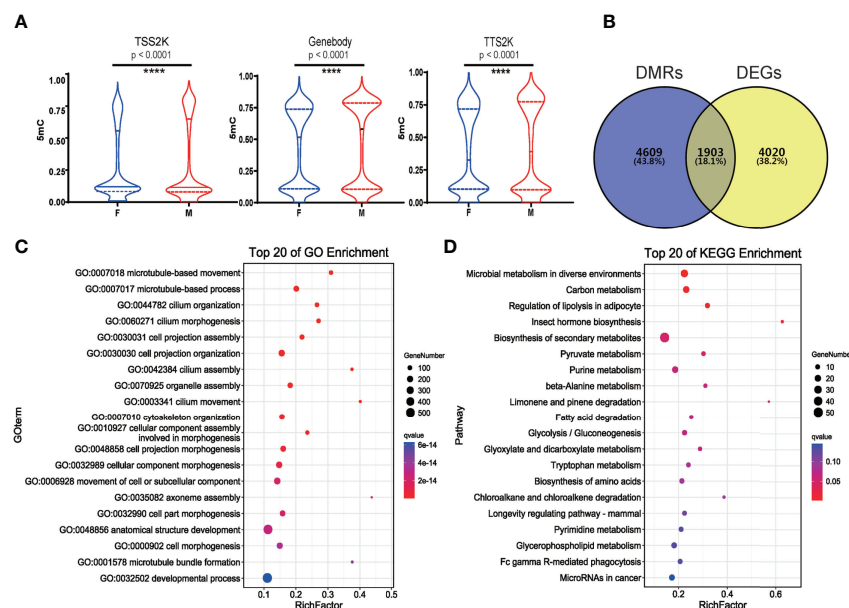 A
TSS2K
p < 0.0001
****
5mC
1.00
0.75
0.50
0.25
0.00
F
M
Genebody
p < 0.0001
****
5mC
1.00
0.75
0.50
0.25
0.00
F
M
TTS2K
p < 0.0001
****
5mC
1.00
0.75
0.50
0.25
0.00
F
M
B
DMRs
DEGs
4609
(43.8%)
1903
(18.1%)
4020
(38.2%)
C
Top 20 of GO Enrichment
GOterm
GO:0007018 microtubule-based movement
GO:0007017 microtubule-based process
GO:0044782 cilium organization
GO:0060271 cilium morphogenesis
GO:0030031 cell projection assembly
GO:0030030 cell projection organization
GO:0042384 cilium assembly
GO:0070925 organelle assembly
GO:0003341 cilium movement
GO:0007010 cytoskeleton organization
GO:0010927 cellular component assembly
involved in morphogenesis
GO:0048858 cell projection morphogenesis
GO:0032989 cellular component morphogenesis
GO:0006928 movement of cell or subcellular component
GO:0035082 axoneme assembly
GO:0032990 cell part morphogenesis
GO:0048856 anatomical structure development
GO:0000902 cell morphogenesis
GO:0001578 microtubule bundle formation
GO:0032502 developmental process
0.1 0.2 0.3 0.4 0.5
RichFactor
GeneNumber
100
200
300
400
500
qvalue
6e-14
4e-14
2e-14
D
Top 20 of KEGG Enrichment
Pathway
Microbial metabolism in diverse environments
Carbon metabolism
Regulation of lipolysis in adipocyte
Insect hormone biosynthesis
Biosynthesis of secondary metabolites
Pyruvate metabolism
Purine metabolism
beta-Alanine metabolism
Limonene and pinene degradation
Fatty acid degradation
Glycolysis / Gluconeogenesis
Glyoxylate and dicarboxylate metabolism
Tryptophan metabolism
Biosynthesis of amino acids
Chloroalkane and chloroalkene degradation
Longevity regulating pathway - mammal
Pyrimidine metabolism
Glycerophospholipid metabolism
Fc gamma R-mediated phagocytosis
MicroRNAs in cancer
0.2 0.4 0.6
RichFactor
GeneNumber
10
20
30
40
50
qvalue
0.10
0.05